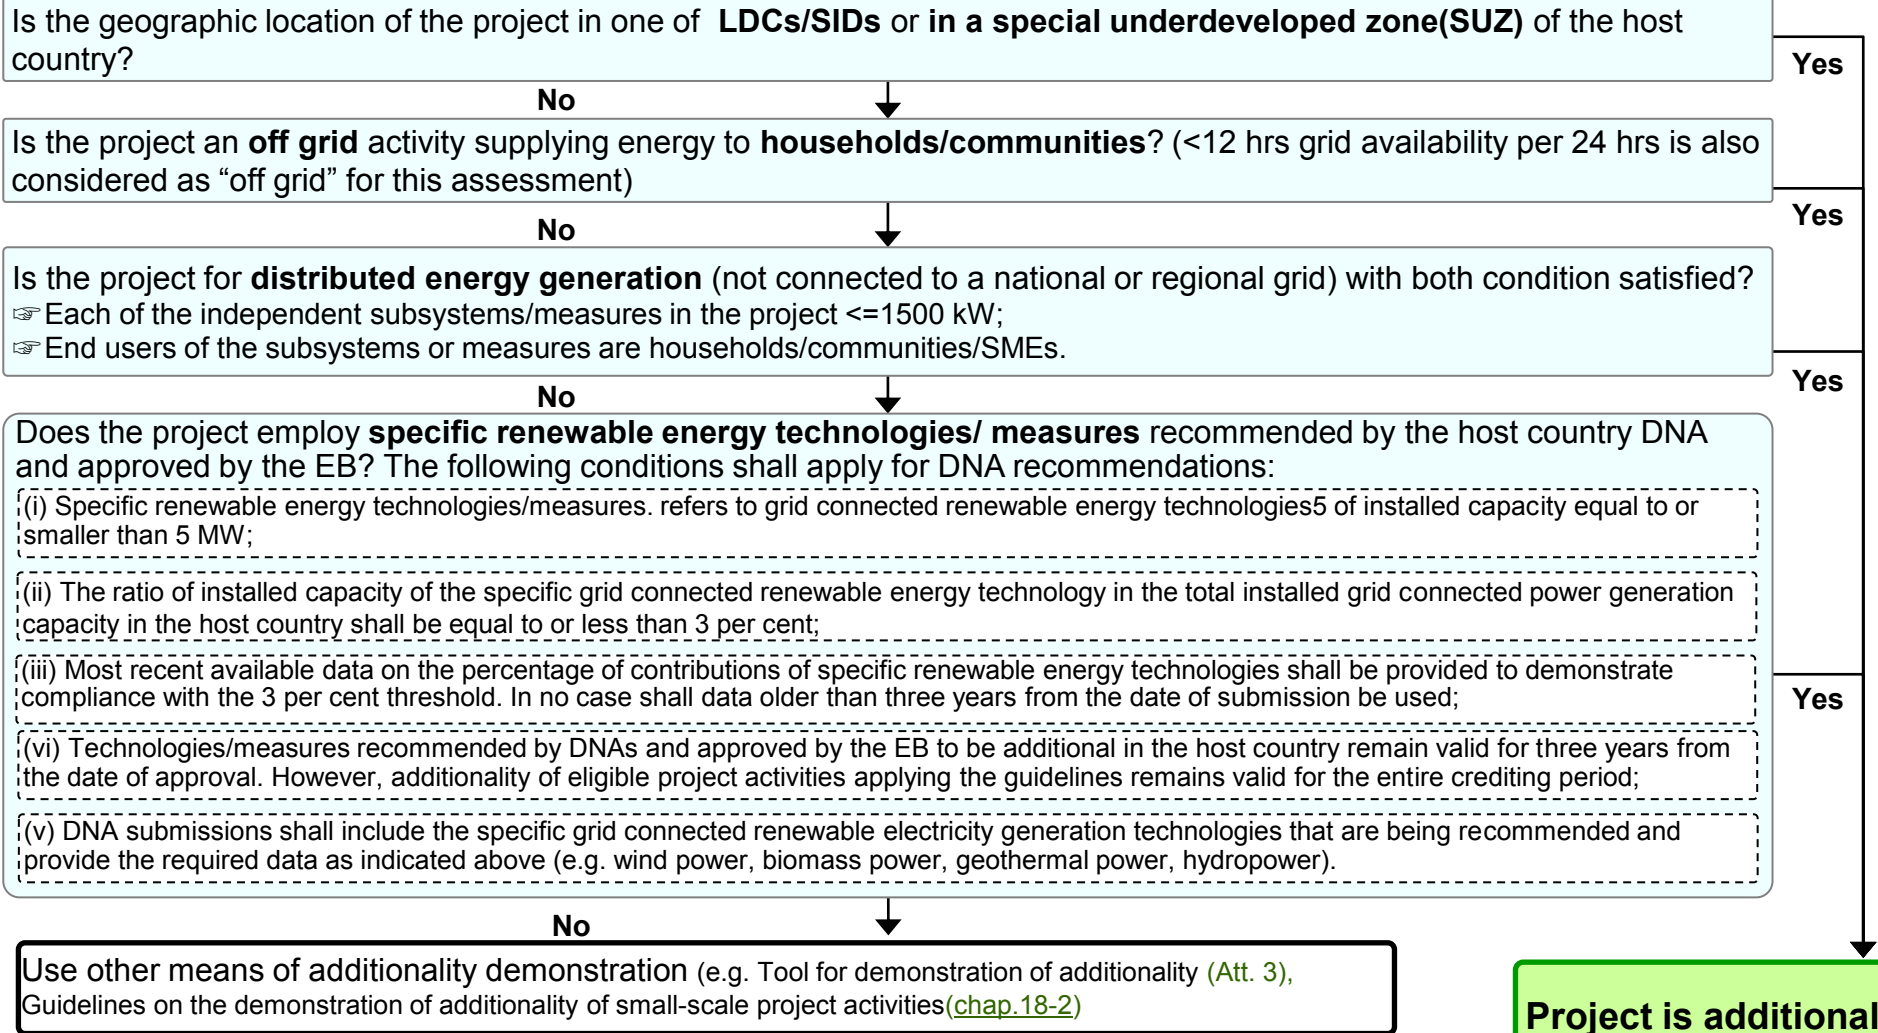 Is the geographic location of the project in one of LDCs/SIDs or in a special underdeveloped zone(SUZ) of the host
country?
Yes
No
Is the project an off grid activity supplying energy to households/communities? (<12 hrs grid availability per 24 hrs is also
considered as “off grid” for this assessment)
Yes
No
Is the project for distributed energy generation (not connected to a national or regional grid) with both condition satisfied?
☞Each of the independent subsystems/measures in the project <=1500 kW;
☞End users of the subsystems or measures are households/communities/SMEs.
Yes
No
Does the project employ specific renewable energy technologies/ measures recommended by the host country DNA
and approved by the EB? The following conditions shall apply for DNA recommendations:
(i) Specific renewable energy technologies/measures. refers to grid connected renewable energy technologies5 of installed capacity equal to or
smaller than 5 MW;
(ii) The ratio of installed capacity of the specific grid connected renewable energy technology in the total installed grid connected power generation
capacity in the host country shall be equal to or less than 3 per cent;
(iii) Most recent available data on the percentage of contributions of specific renewable energy technologies shall be provided to demonstrate
compliance with the 3 per cent threshold. In no case shall data older than three years from the date of submission be used;
Yes
(vi) Technologies/measures recommended by DNAs and approved by the EB to be additional in the host country remain valid for three years from
the date of approval. However, additionality of eligible project activities applying the guidelines remains valid for the entire crediting period;
(v) DNA submissions shall include the specific grid connected renewable electricity generation technologies that are being recommended and
provide the required data as indicated above (e.g. wind power, biomass power, geothermal power, hydropower).
No
Use other means of additionality demonstration (e.g. Tool for demonstration of additionality (Att. 3),
Guidelines on the demonstration of additionality of small-scale project activities(chap.18-2)
Project is additional